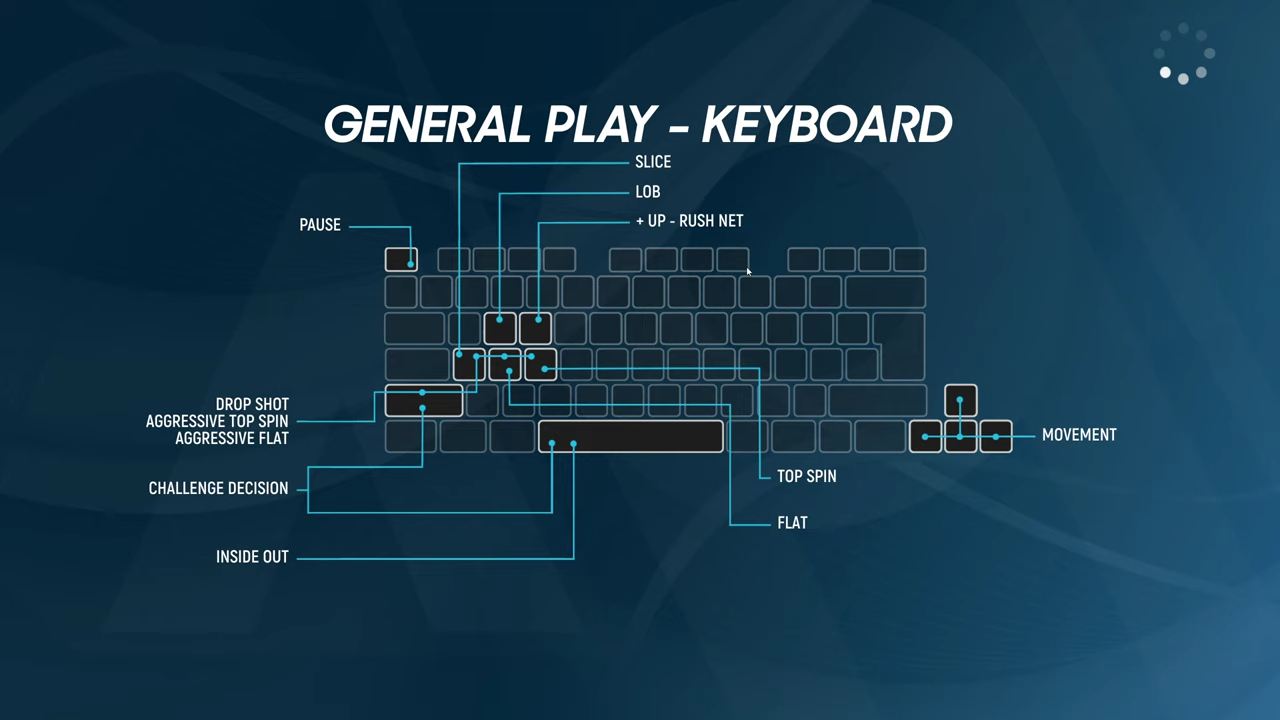 GENERAL PLAY - KEYBOARD
SLICE
LOB
+ UP - RUSH NET
PAUSE
DROP SHOT
AGGRESSIVE TOP SPIN
AGGRESSIVE FLAT
MOVEMENT
TOP SPIN
CHALLENGE DECISION
FLAT
INSIDE OUT